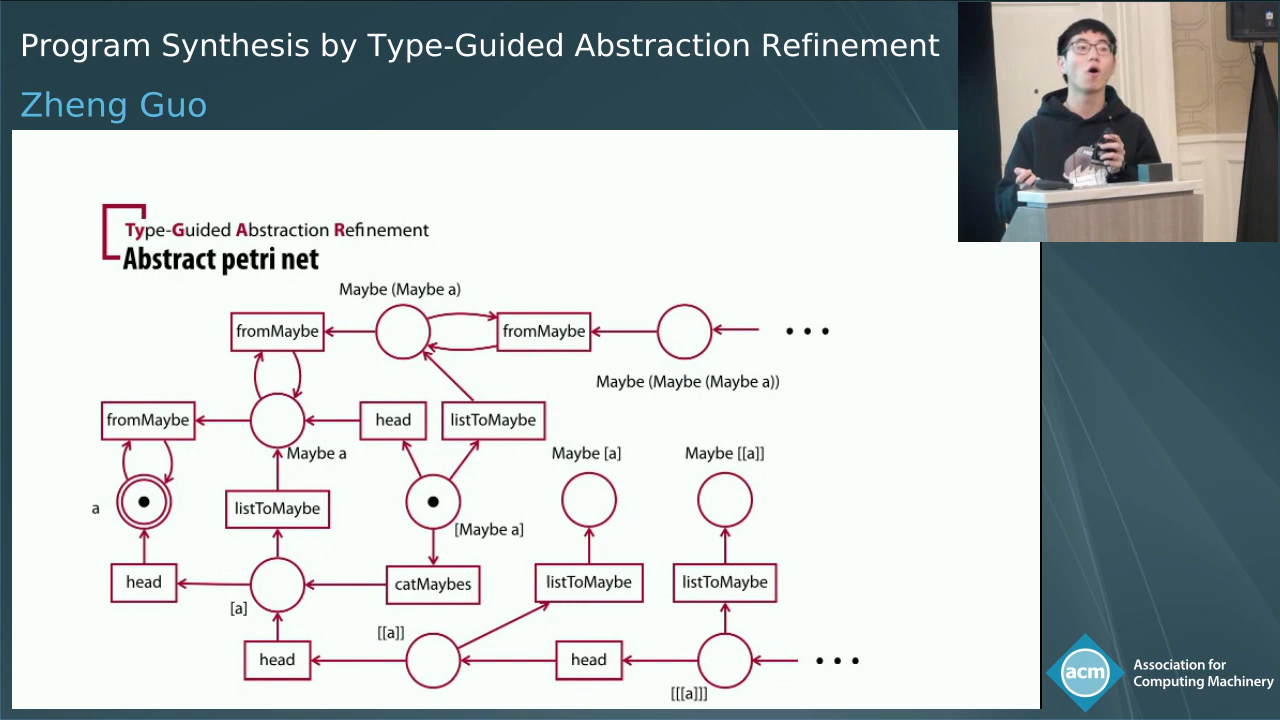 Program Synthesis by Type-Guided Abstraction Refinement
Zheng Guo
Type-Guided Abstraction Refinement
Abstract petri net
Maybe (Maybe a)
fromMaybe
fromMaybe
Maybe (Maybe (Maybe a))
fromMaybe
head
listToMaybe
Maybe a
Maybe [a]
Maybe [[a]]
a
listToMaybe
[Maybe a]
head
[a]
catMaybes
listToMaybe
listToMaybe
[[a]]
head
head
[[[a]]]
acm
Association for
Computing Machinery